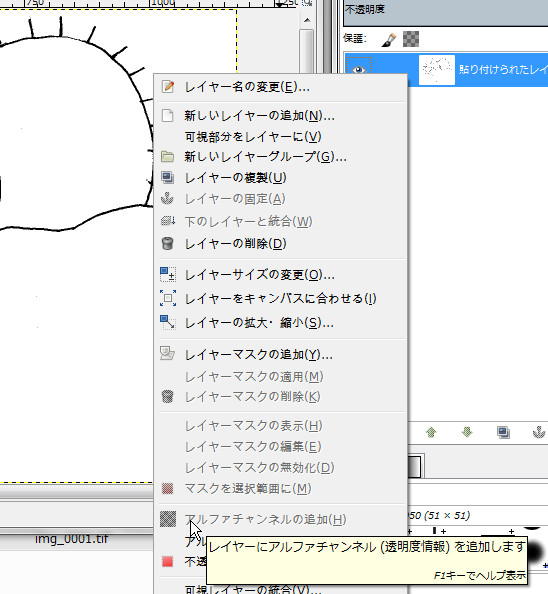 750
1000
1250
不透明度
保護:
貼り付けられたレイ
レイヤー名の変更(E)...
新しいレイヤーの追加(N)...
可視部分をレイヤーに(V)
新しいレイヤーグループ(G)...
レイヤーの複製(U)
レイヤーの固定(A)
下のレイヤーと統合(W)
レイヤーの削除(D)
レイヤーサイズの変更(O)...
レイヤーをキャンバスに合わせる(I)
レイヤーの拡大・縮小(S)...
レイヤーマスクの追加(Y)...
レイヤーマスクの適用(M)
レイヤーマスクの削除(K)
レイヤーマスクの表示(H)
レイヤーマスクの編集(E)
レイヤーマスクの無効化(D)
マスクを選択範囲に(M)
アルファチャンネルの追加(H)
050 (51 × 51)
img_0001.tif
アル
レイヤーにアルファチャンネル (透明度情報) を追加します
不透
F1キーでヘルプ表示
可視レイヤーの統合(V)...